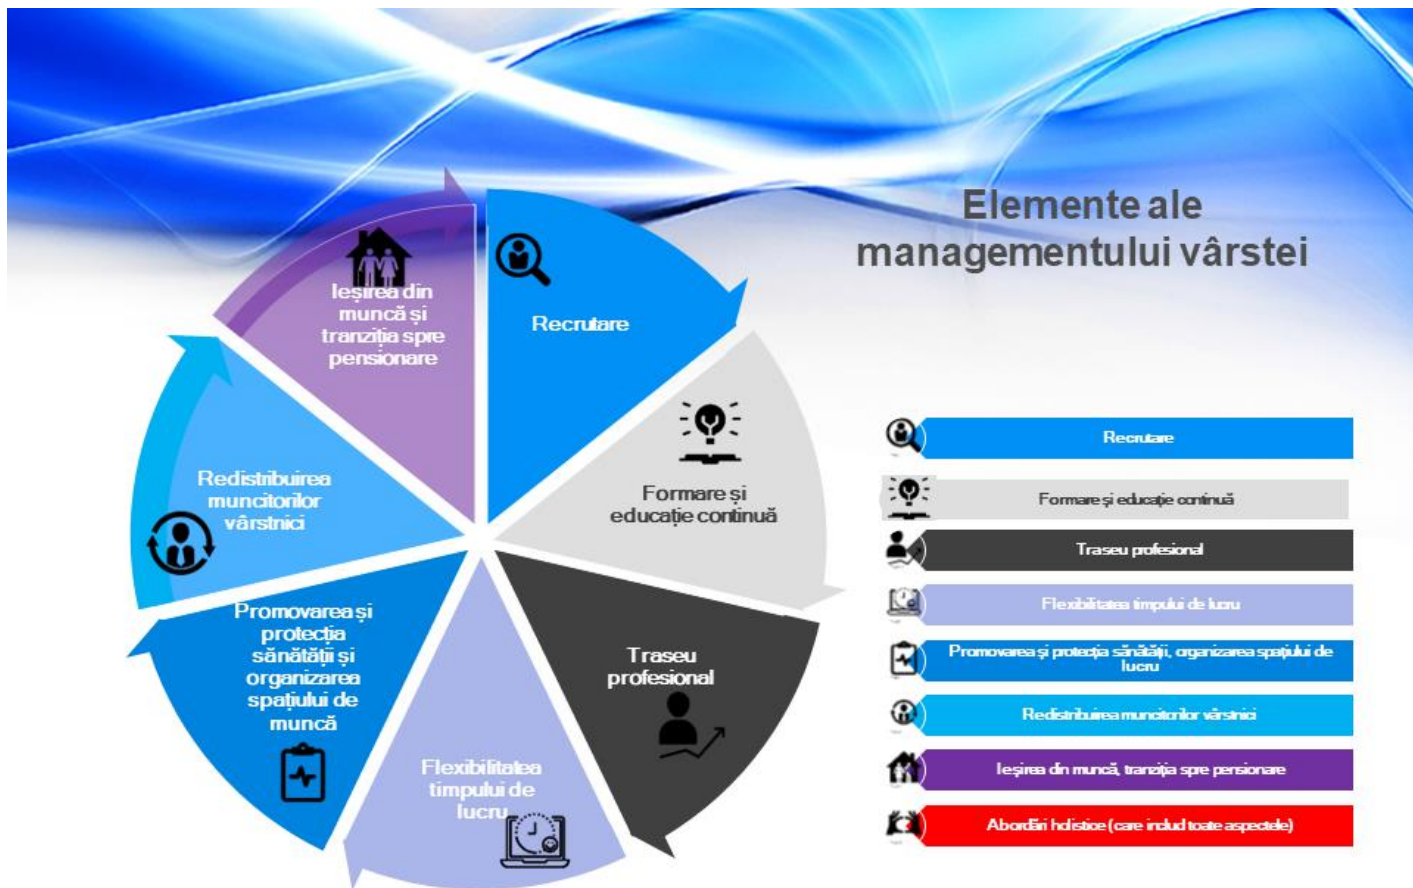 Elemente ale
managementului vârstei
Ieșirea din
muncă și
tranziția spre
pensionare
Recrutare
Formare și
educație continuă
Traseu
profesional
Flexibilitatea
timpului de
lucru
Promovarea și
protecția
sănătății și
organizarea
spațiului de
muncă
Redistribuirea
muncitorilor
vârstnici
Recrutare
Formare și educație continuă
Traseu profesional
Flexibilitatea timpului de lucru
Promovarea și protecția sănătății, organizarea spațiului de
lucru
Redistribuirea muncitorilor vârstnici
Ieșirea din muncă, tranziția spre pensionare
Abordări holistice (care includ toate aspectele)